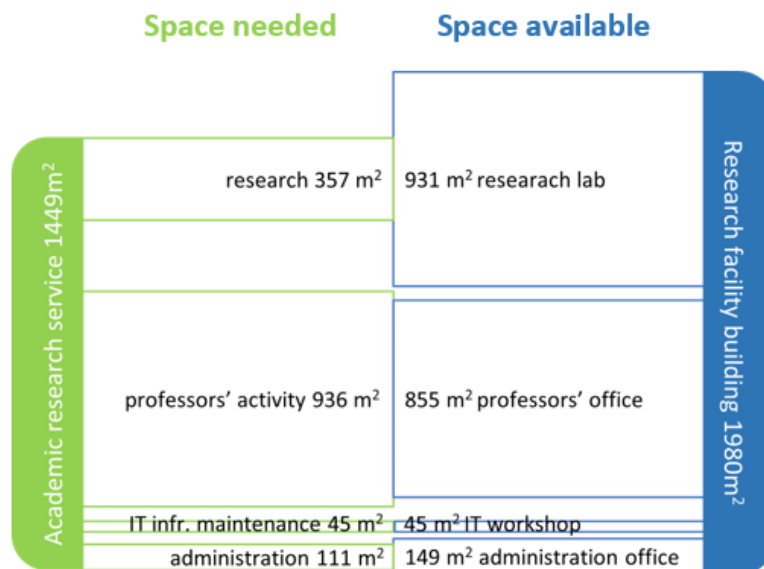 Space needed
Space available
Academic research service 1449m²
research 357 m²
931 m² researach lab
professors' activity 936 m²
855 m² professors' office
IT infr. maintenance 45 m²
45 m² IT workshop
administration 111 m²
149 m² administration office
Research facility building 1980m²